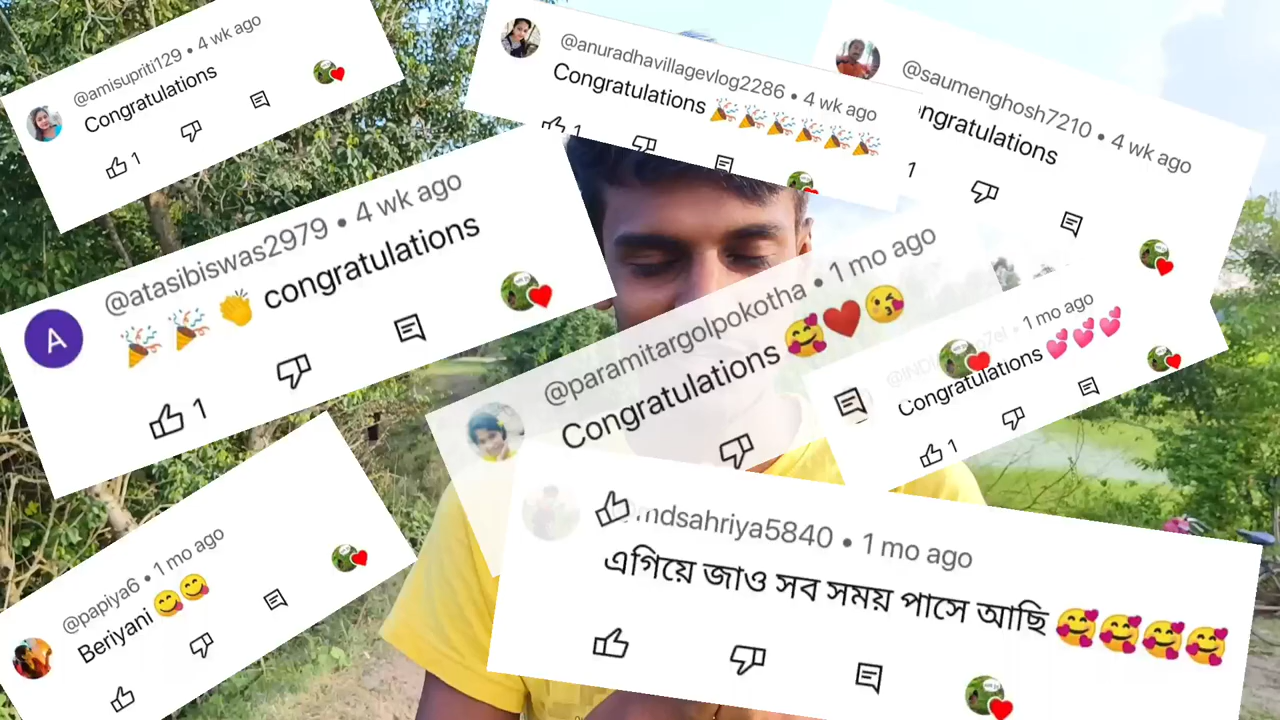 @amisupriti129 • 4 wk ago
Congratulations
1
@anuradhavillagevlog2286 • 4 wk ago
Congratulations 🎉🎉🎉🎉🎉🎉
1
@saumenghosh7210 • 4 wk ago
ngratulations
1
A
@atasibiswas2979 • 4 wk ago
🎉🎉👏 congratulations
1
@paramitargolpokotha • 1 mo ago
Congratulations 🥰❤️😘
1 mo ago
Congratulations 💕💕💕
1
@papiya6 • 1 mo ago
Beriyani 😋🥰
mdsahriya5840 • 1 mo ago
এগিয়ে জাও সব সময় পাসে আছি 🥰🥰🥰🥰